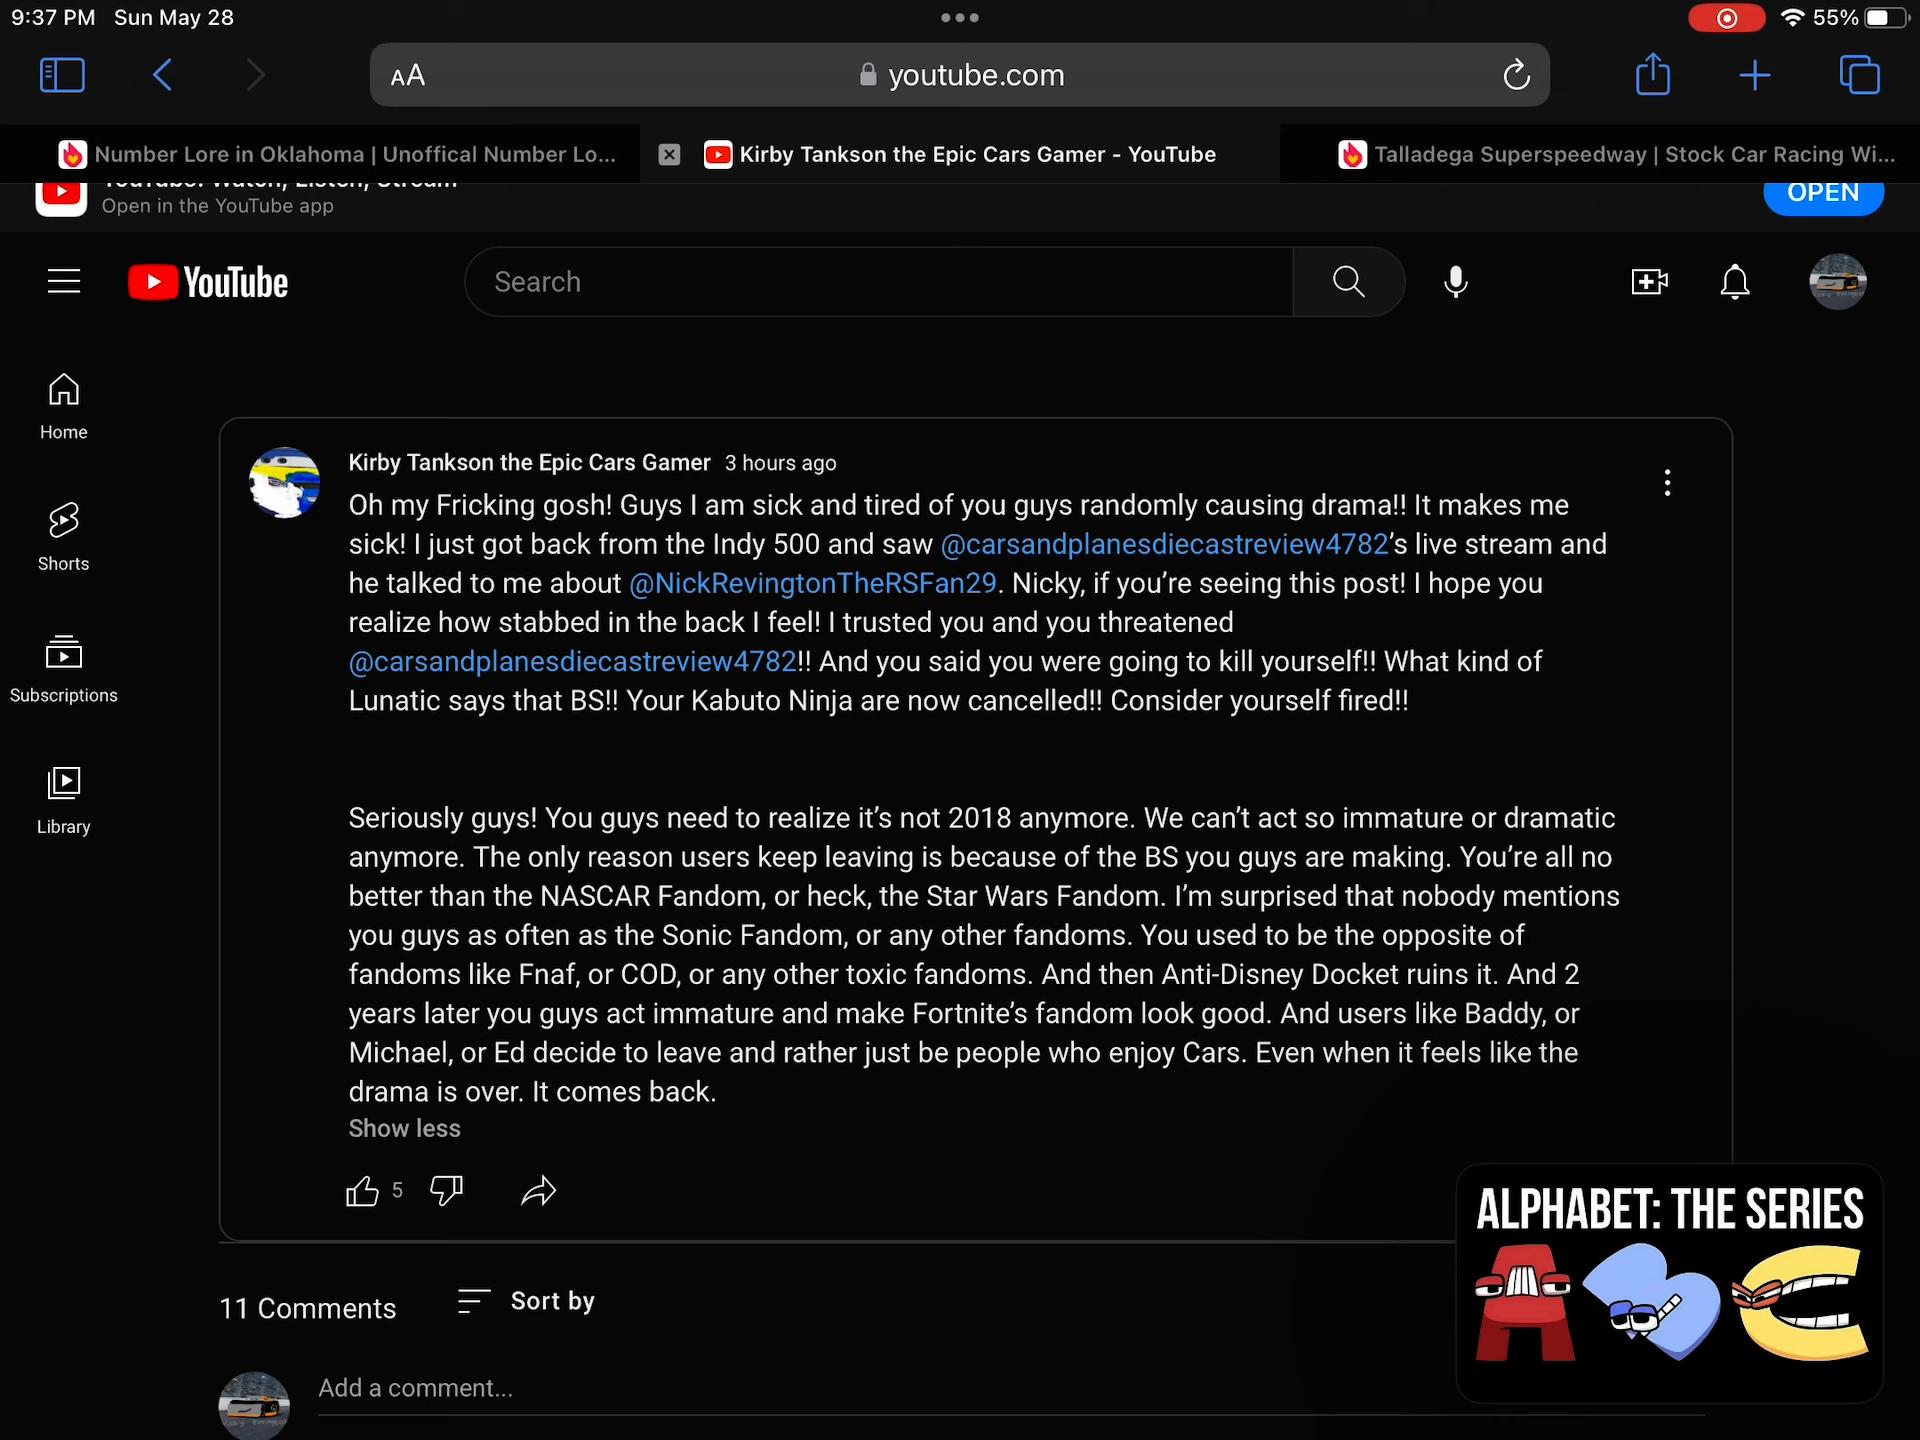 9:37 PM Sun May 28
55%
AA
youtube.com
Number Lore in Oklahoma | Unoffical Number Lo...
Kirby Tankson the Epic Cars Gamer - YouTube
Talladega Superspeedway | Stock Car Racing Wi...
YouTube: Watch, Listen, Stream
Open in the YouTube app
OPEN
YouTube
Search
Home
Shorts
Subscriptions
Library
Kirby Tankson the Epic Cars Gamer 3 hours ago
Oh my Fricking gosh! Guys I am sick and tired of you guys randomly causing drama!! It makes me
sick! I just got back from the Indy 500 and saw @carsandplanesdiecastreview4782's live stream and
he talked to me about @NickRevingtonTheRSFan29. Nicky, if you're seeing this post! I hope you
realize how stabbed in the back I feel! I trusted you and you threatened
@carsandplanesdiecastreview4782!! And you said you were going to kill yourself!! What kind of
Lunatic says that BS!! Your Kabuto Ninja are now cancelled!! Consider yourself fired!!
Seriously guys! You guys need to realize it's not 2018 anymore. We can't act so immature or dramatic
anymore. The only reason users keep leaving is because of the BS you guys are making. You're all no
better than the NASCAR Fandom, or heck, the Star Wars Fandom. I'm surprised that nobody mentions
you guys as often as the Sonic Fandom, or any other fandoms. You used to be the opposite of
fandoms like Fnaf, or COD, or any other toxic fandoms. And then Anti-Disney Docket ruins it. And 2
years later you guys act immature and make Fortnite's fandom look good. And users like Baddy, or
Michael, or Ed decide to leave and rather just be people who enjoy Cars. Even when it feels like the
drama is over. It comes back.
Show less
5
ALPHABET: THE SERIES
A C
11 Comments
Sort by
Add a comment...